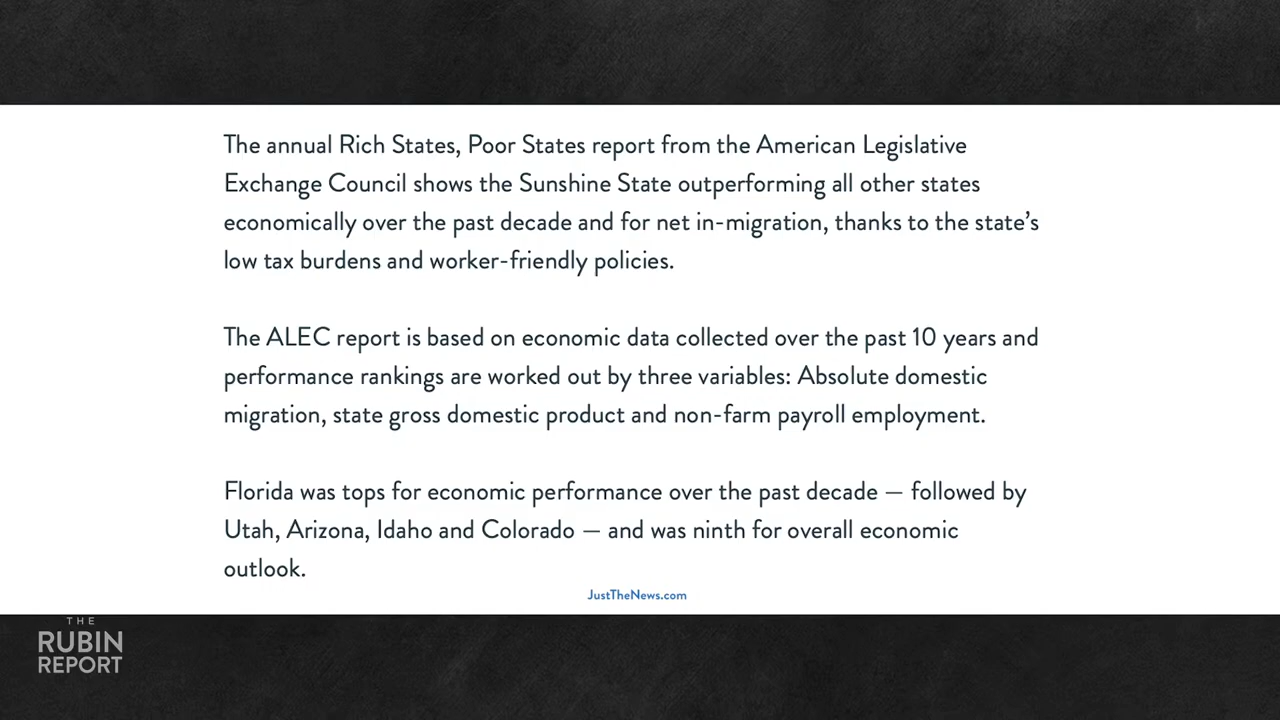 The annual Rich States, Poor States report from the American Legislative
Exchange Council shows the Sunshine State outperforming all other states
economically over the past decade and for net in-migration, thanks to the state’s
low tax burdens and worker-friendly policies.
The ALEC report is based on economic data collected over the past 10 years and
performance rankings are worked out by three variables: Absolute domestic
migration, state gross domestic product and non-farm payroll employment.
Florida was tops for economic performance over the past decade — followed by
Utah, Arizona, Idaho and Colorado — and was ninth for overall economic
outlook.
JustTheNews.com
THE
RUBIN
REPORT